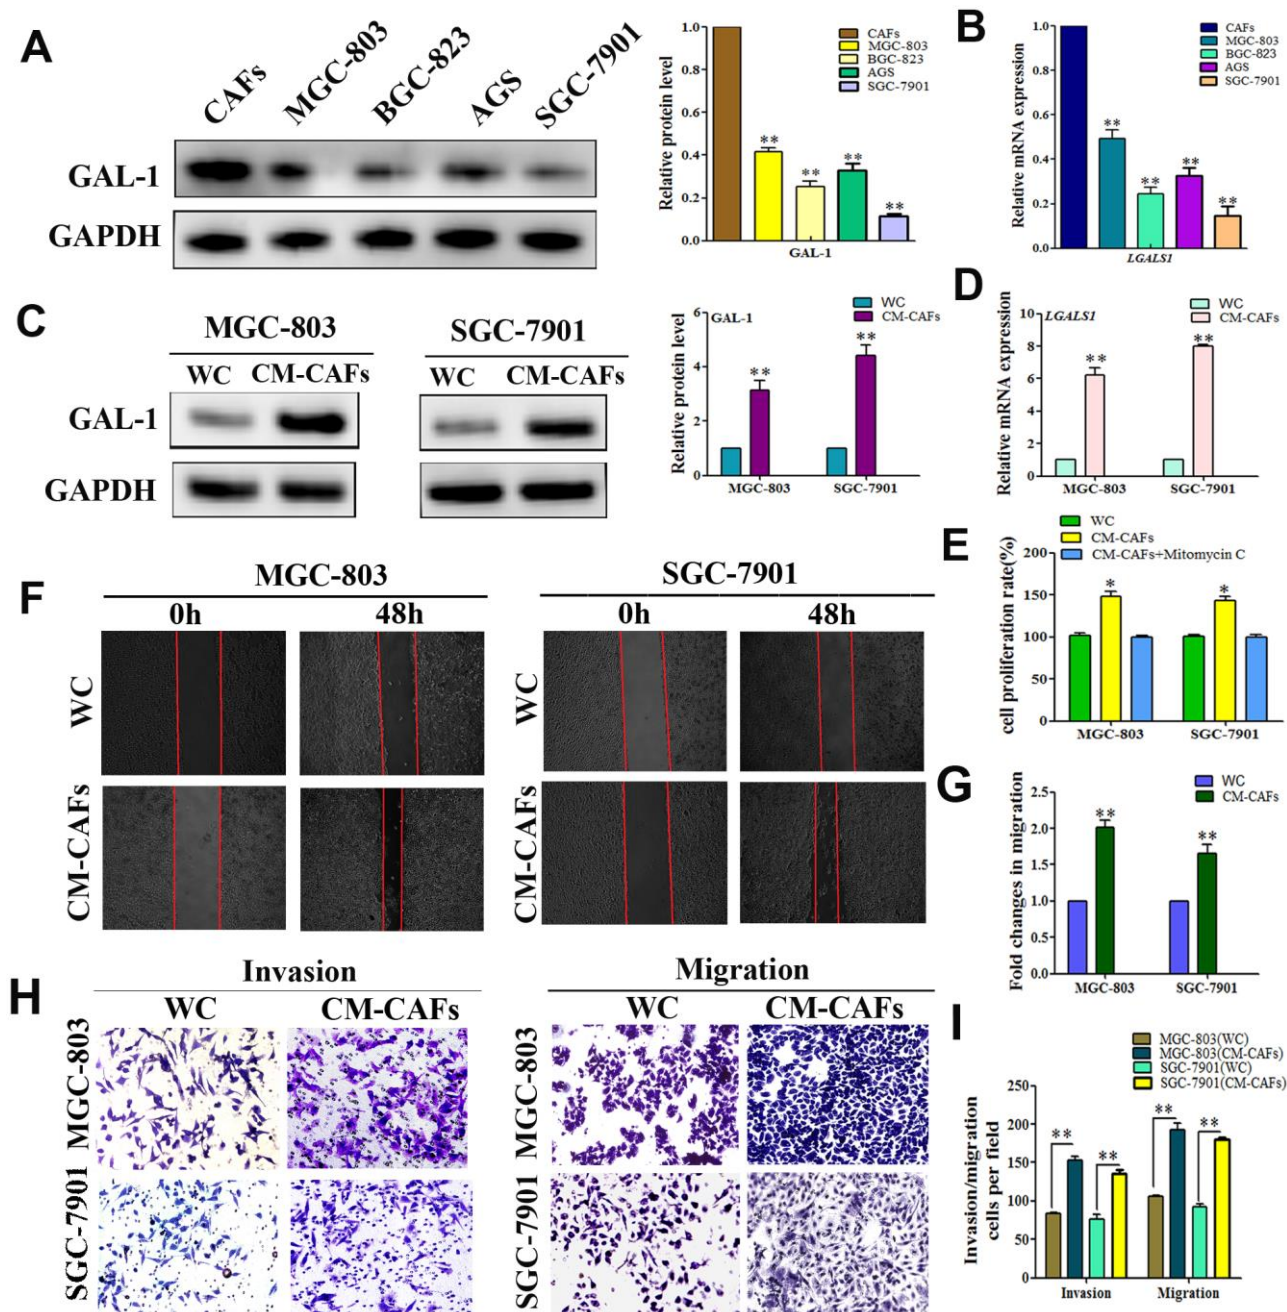 A
CAFs
MGC-803
BGC-823
AGS
SGC-7901
GAL-1
GAPDH
Relative protein level
1.0
0.8
0.6
0.4
0.2
0.0
CAFs
MGC-803
BGC-823
AGS
SGC-7901
**
**
**
**
GAL-1
B
Relative mRNA expression
1.0
0.8
0.6
0.4
0.2
0.0
CAFs
MGC-803
BGC-823
AGS
SGC-7901
**
**
**
**
LGALS1
C
MGC-803
WC CM-CAFs
SGC-7901
WC CM-CAFs
GAL-1
GAPDH
Relative protein level
GAL-1
6
4
2
0
WC
CM-CAFs
**
**
MGC-803 SGC-7901
D
Relative mRNA expression
LGALS1
10
8
6
4
2
0
WC
CM-CAFs
**
**
MGC-803 SGC-7901
E
WC
CM-CAFs
CM-CAFs+Mitomycin C
cell proliferation rate(%)
200
150
100
50
0
*
*
MGC-803 SGC-7901
F
MGC-803
0h 48h
SGC-7901
0h 48h
WC
CM-CAFs
WC
CM-CAFs
G
WC
CM-CAFs
Fold changes in migration
2.5
2.0
1.5
1.0
0.5
0.0
**
**
MGC-803 SGC-7901
H
Invasion
WC CM-CAFs
MGC-803
SGC-7901
Migration
WC CM-CAFs
MGC-803
SGC-7901
I
MGC-803(WC)
MGC-803(CM-CAFs)
SGC-7901(WC)
SGC-7901(CM-CAFs)
Invasion/migration
cells per field
250
200
150
100
50
0
**
**
**
**
Invasion Migration